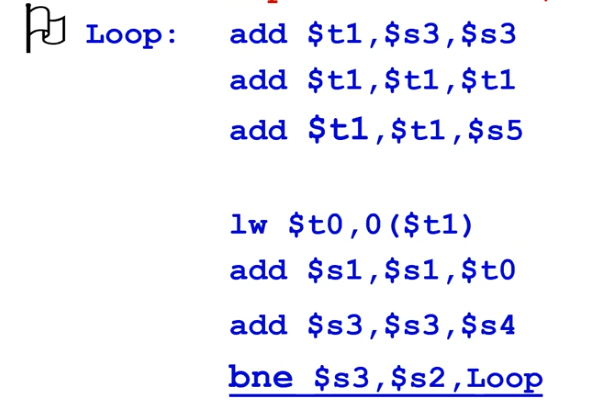 Loop: add $t1,$s3,$s3
add $t1,$t1,$t1
add $t1,$t1,$s5
lw $t0,0($t1)
add $s1,$s1,$t0
add $s3,$s3,$s4
bne $s3,$s2,Loop